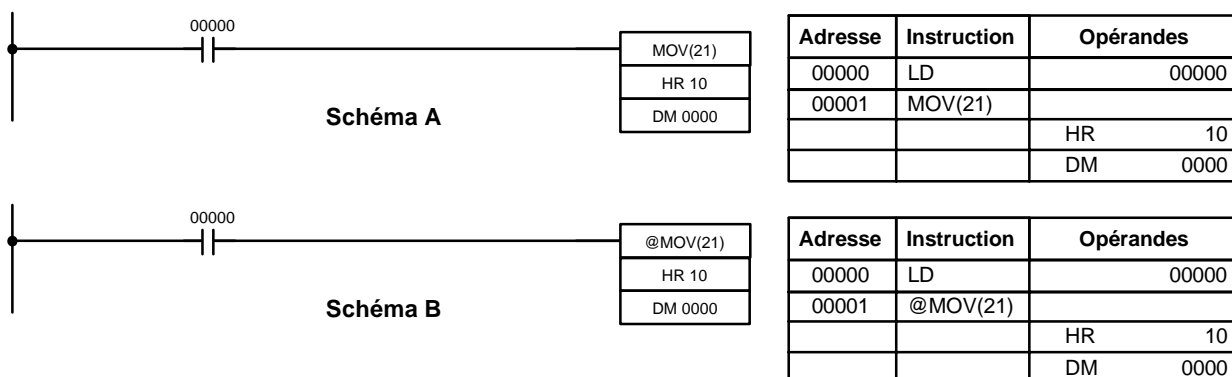 00000
MOV(21)
HR 10
DM 0000
Schéma A
Adresse Instruction Opérandes
00000 LD 00000
00001 MOV(21)
HR 10
DM 0000
00000
@MOV(21)
HR 10
DM 0000
Schéma B
Adresse Instruction Opérandes
00000 LD 00000
00001 @MOV(21)
HR 10
DM 0000